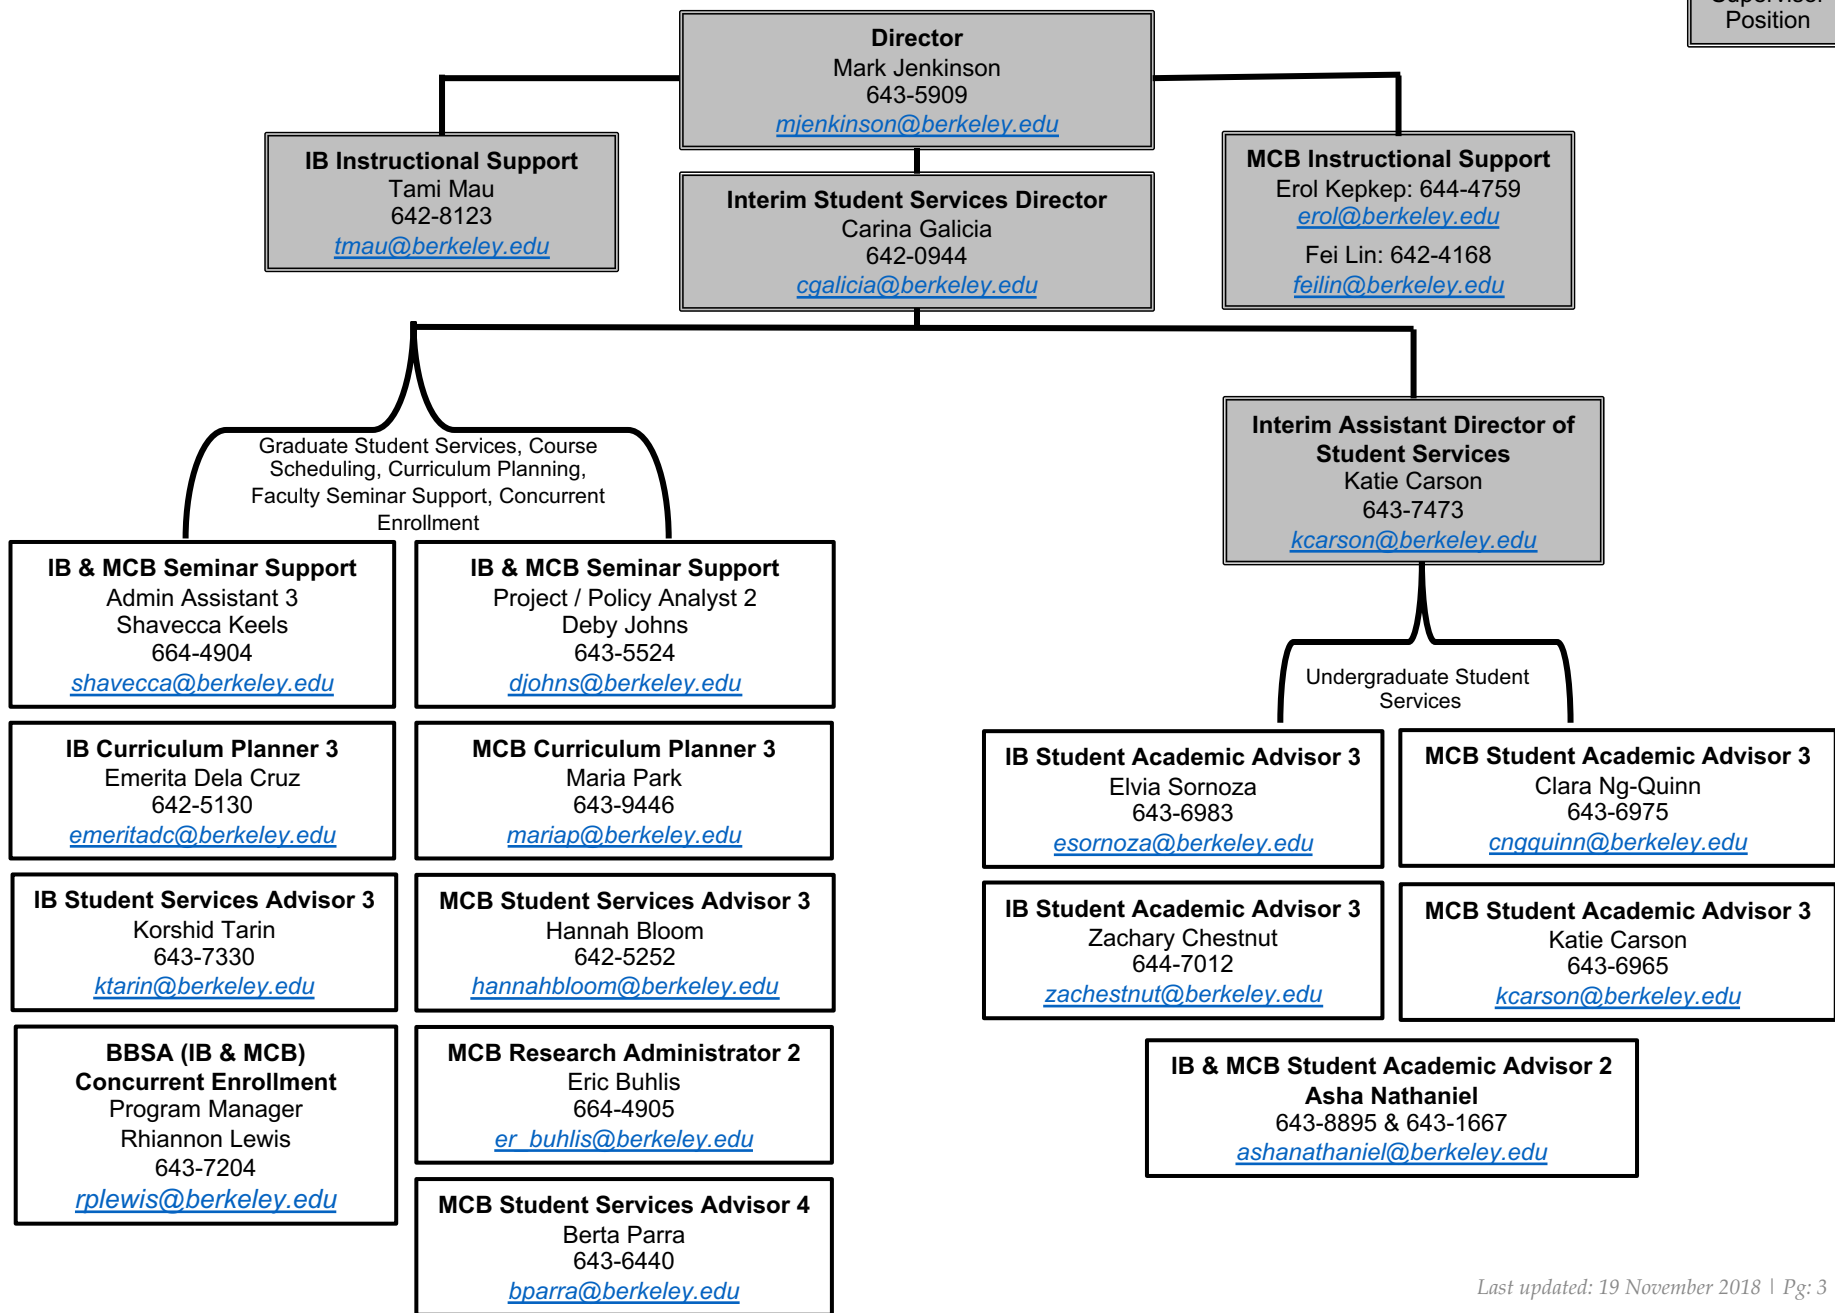 Position
Director
Mark Jenkinson
643-5909
mjenkinson@berkeley.edu
IB Instructional Support
Tami Mau
642-8123
tmau@berkeley.edu
Interim Student Services Director
Carina Galicia
642-0944
cgalicia@berkeley.edu
MCB Instructional Support
Erol Kepkep: 644-4759
erol@berkeley.edu
Fei Lin: 642-4168
feilin@berkeley.edu
Graduate Student Services, Course
Scheduling, Curriculum Planning,
Faculty Seminar Support, Concurrent
Enrollment
Interim Assistant Director of
Student Services
Katie Carson
643-7473
kcarson@berkeley.edu
IB & MCB Seminar Support
Admin Assistant 3
Shavecca Keels
664-4904
shavecca@berkeley.edu
IB & MCB Seminar Support
Project / Policy Analyst 2
Deby Johns
643-5524
djohns@berkeley.edu
IB Curriculum Planner 3
Emerita Dela Cruz
642-5130
emeritadc@berkeley.edu
MCB Curriculum Planner 3
Maria Park
643-9446
mariap@berkeley.edu
IB Student Services Advisor 3
Korshid Tarin
643-7330
ktarin@berkeley.edu
MCB Student Services Advisor 3
Hannah Bloom
642-5252
hannahbloom@berkeley.edu
BBSA (IB & MCB)
Concurrent Enrollment
Program Manager
Rhiannon Lewis
643-7204
rplewis@berkeley.edu
MCB Research Administrator 2
Eric Buhlis
664-4905
er_buhlis@berkeley.edu
MCB Student Services Advisor 4
Berta Parra
643-6440
bparra@berkeley.edu
Undergraduate Student
Services
IB Student Academic Advisor 3
Elvia Sornoza
643-6983
esornoza@berkeley.edu
MCB Student Academic Advisor 3
Clara Ng-Quinn
643-6975
cngquinn@berkeley.edu
IB Student Academic Advisor 3
Zachary Chestnut
644-7012
zachestnut@berkeley.edu
MCB Student Academic Advisor 3
Katie Carson
643-6965
kcarson@berkeley.edu
IB & MCB Student Academic Advisor 2
Asha Nathaniel
643-8895 & 643-1667
ashanathaniel@berkeley.edu
Last updated: 19 November 2018 | Pg: 3